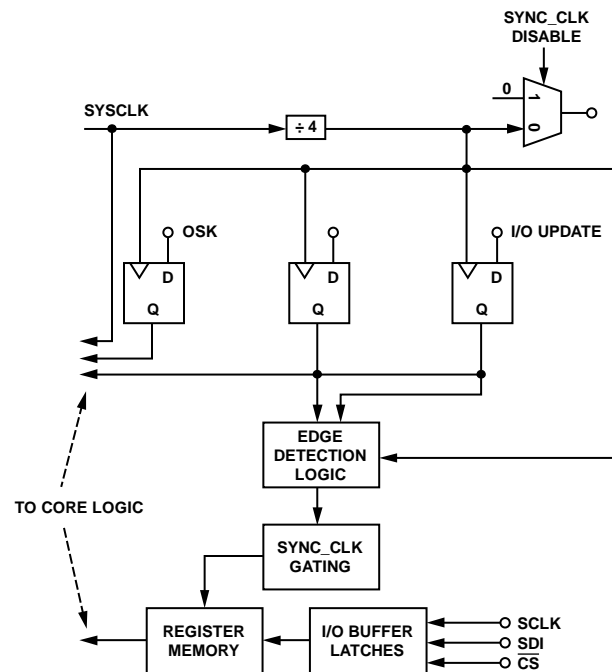 SYNC_CLK
DISABLE
0
1
0
SYSCLK
÷ 4
OSK
I/O UPDATE
D
Q
D
Q
D
Q
EDGE
DETECTION
LOGIC
TO CORE LOGIC
SYNC_CLK
GATING
REGISTER
MEMORY
I/O BUFFER
LATCHES
SCLK
SDI
C̅S̅